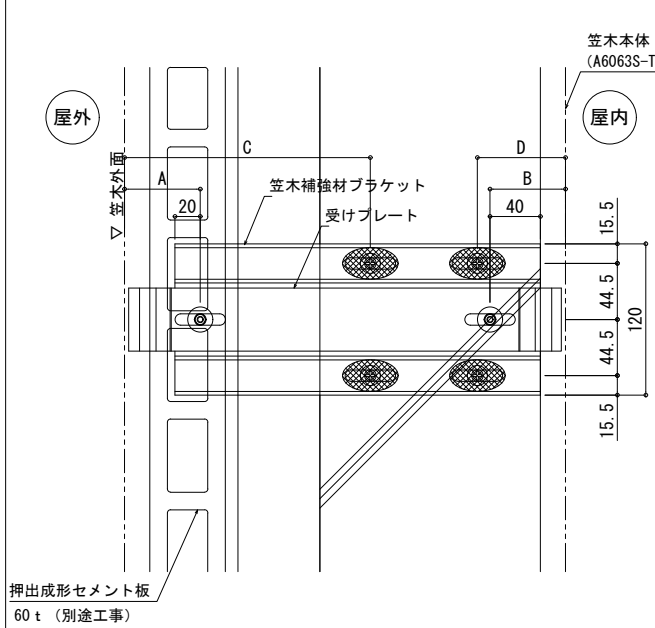 笠木本体
(A6063S-T
屋外
屋内
▽ 笠木外面
C
D
A
B
笠木補強材ブラケット
20
受けプレート
40
15.5
44.5
44.5
15.5
120
押出成形セメント板
60ｔ（別途工事）